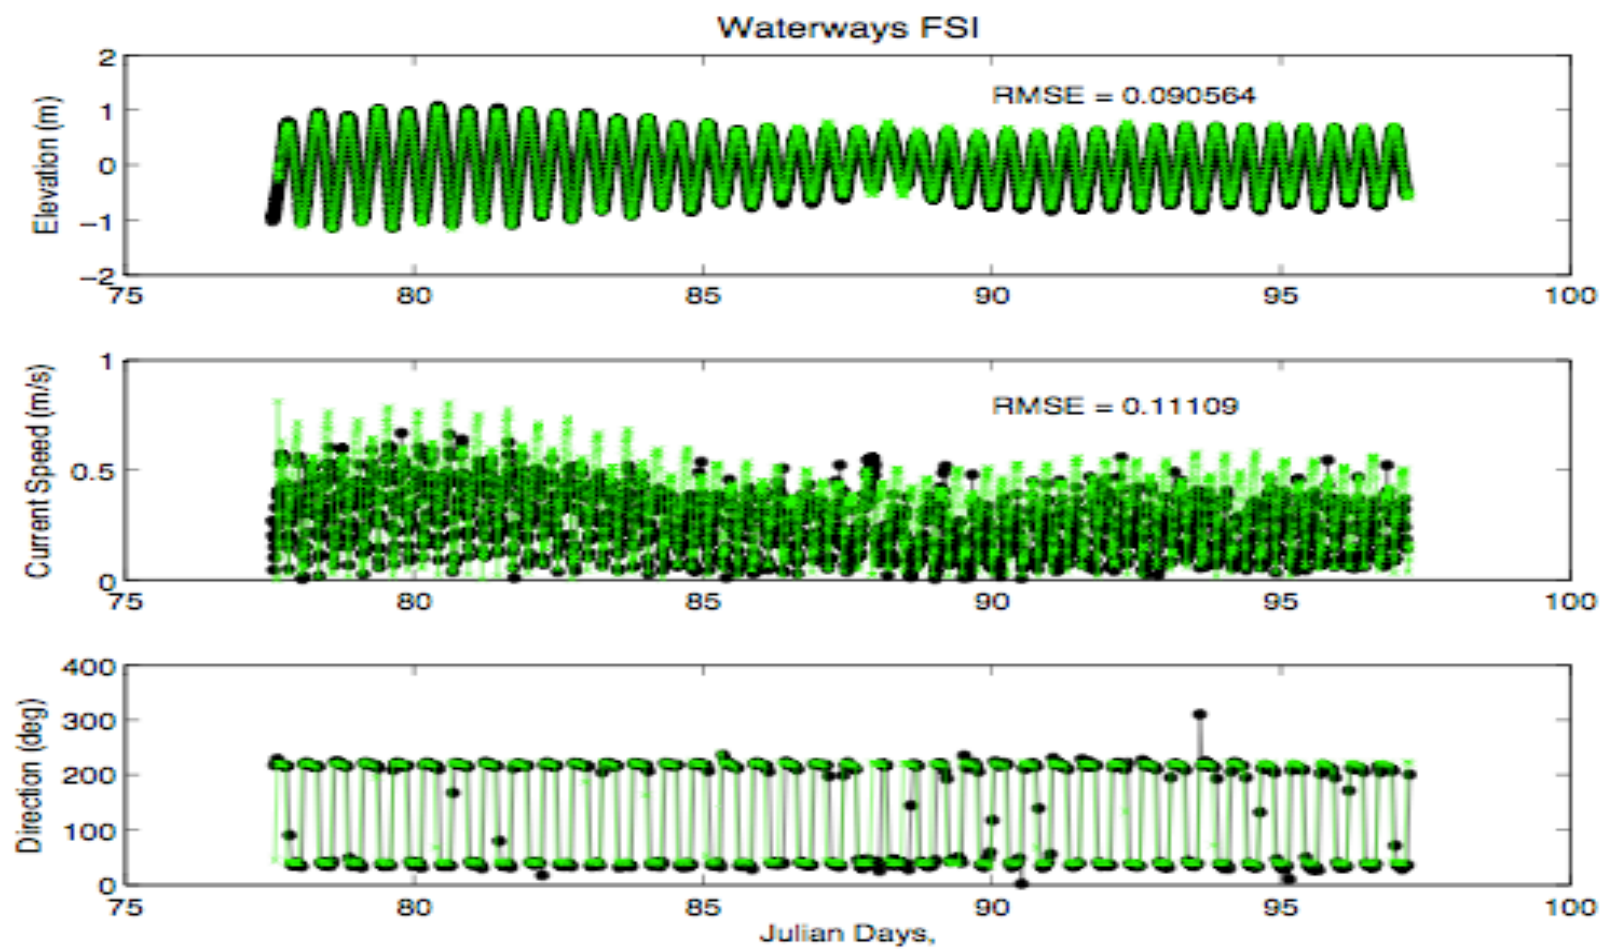 Waterways FSI
Elevation (m)
2
1
0
−1
−2
RMSE = 0.090564
75 80 85 90 95 100
Current Speed (m/s)
1
0.5
0
RMSE = 0.11109
75 80 85 90 95 100
Direction (deg)
400
300
200
100
0
75 80 85 90 95 100
Julian Days,